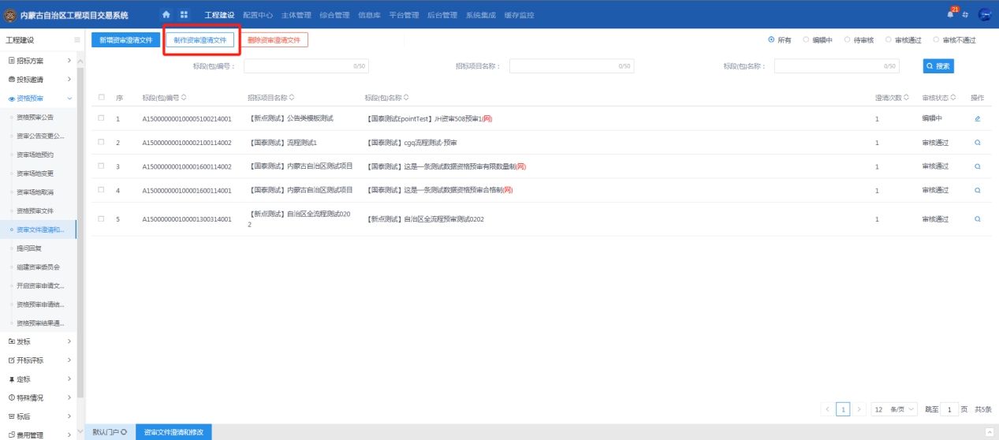 内蒙古自治区工程项目交易系统 工程建设 配置中心 主体管理 综合管理 信息库 平台管理 后台管理 系统集成 缓存监控 21
工程建设 新增资审澄清文件 制作资审澄清文件 删除资审澄清文件 所有 编辑中 待审核 审核通过 审核不通过
招标方案 标段(包)编号： 0/50 招标项目名称： 0/50 标段(包)名称： 0/50 搜索
投标邀请
资格预审 序 标段(包)编号 招标项目名称 标段(包)名称 澄清次数 审核状态 操作
资格预审公告 1 A150000000100005100214001 【新点测试】公告类模板测试 【国泰测试EpointTest】JH资审508预审1(网) 1 编辑中
资审公告变更公...
2 A150000000100002100114002 【国泰测试】流程测试1 【国泰测试】cgq流程测试-预审 1 审核通过
资审场地预约
3 A150000000100001600114002 【国泰测试】内蒙古自治区测试项目 【国泰测试】这是一条测试数据资格预审有限数量制(网) 1 审核通过
资审场地变更
资审场地取消 4 A150000000100001600114001 【国泰测试】内蒙古自治区测试项目 【国泰测试】这是一条测试数据资格预审合格制(网) 1 审核通过
资格预审文件
5 A150000000100001300314001 【新点测试】自治区全流程测试0202 【新点测试】自治区全流程预审测试0202 1 审核通过
资审文件澄清和...
提问回复
组建资审委员会
开启资审申请文...
资格预审申请结...
资格预审结果通...
发标
开标评标
定标
特殊情况
标后 1 12 条/页 跳至 1 页 共5条
费用管理 默认门户 资审文件澄清和修改